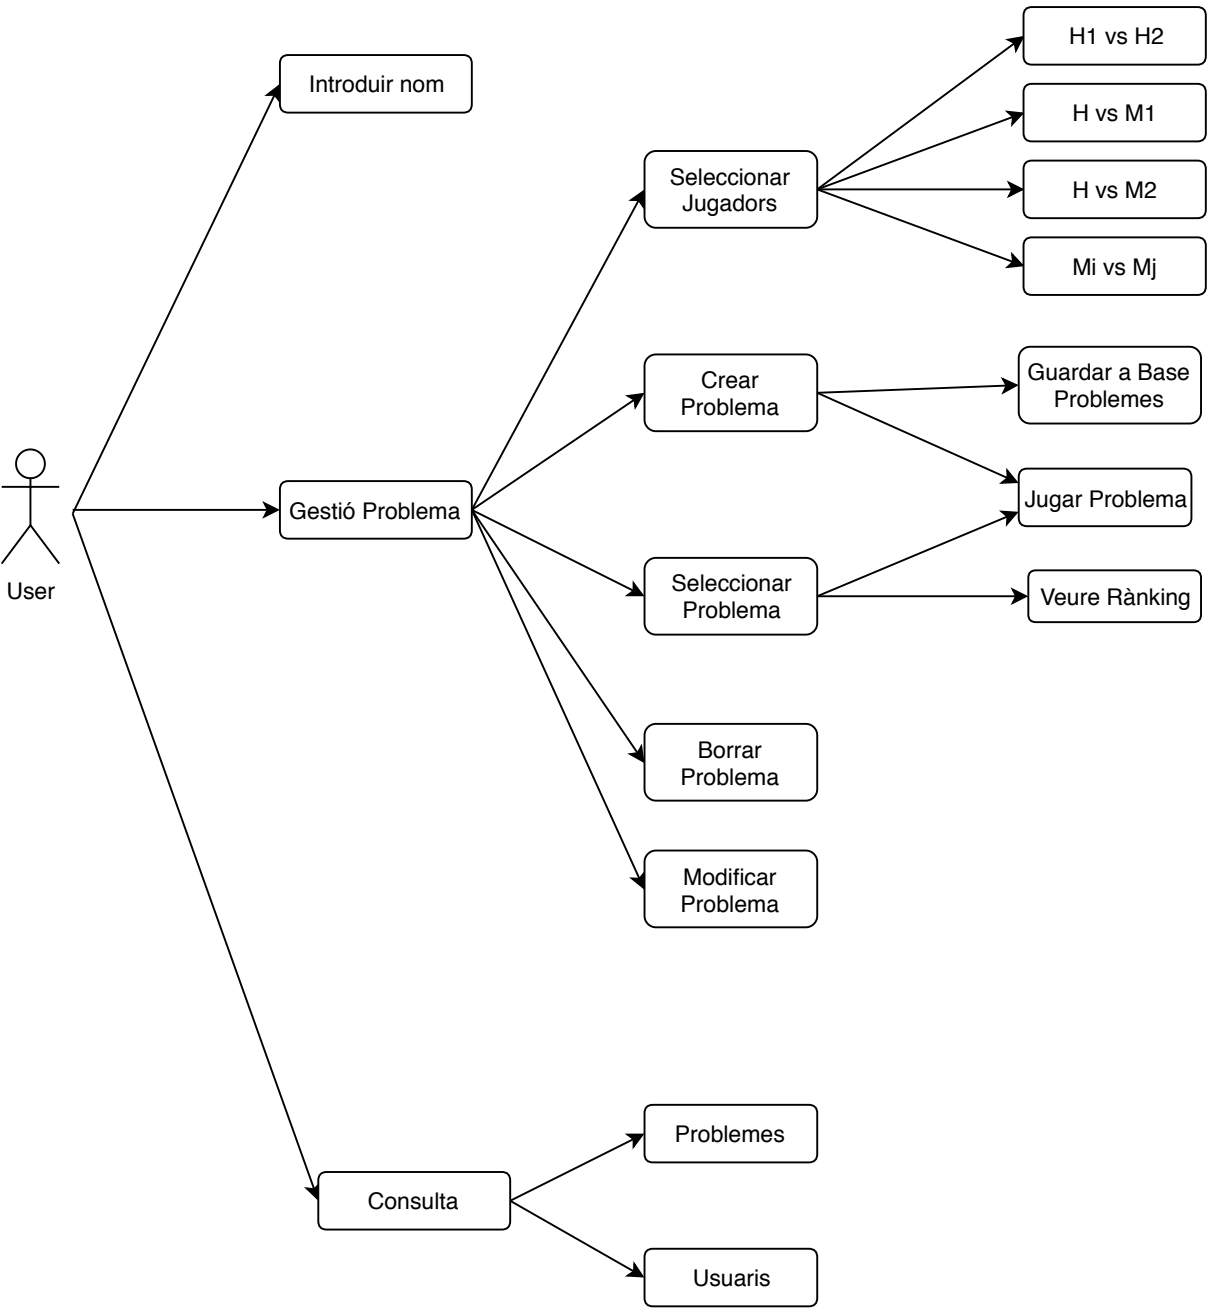 H1 vs H2
Introduir nom
H vs M1
Seleccionar
Jugadors
H vs M2
Mi vs Mj
Crear
Problema
Guardar a Base
Problemes
Gestió Problema
Jugar Problema
User
Seleccionar
Problema
Veure Rànking
Borrar
Problema
Modificar
Problema
Problemes
Consulta
Usuaris